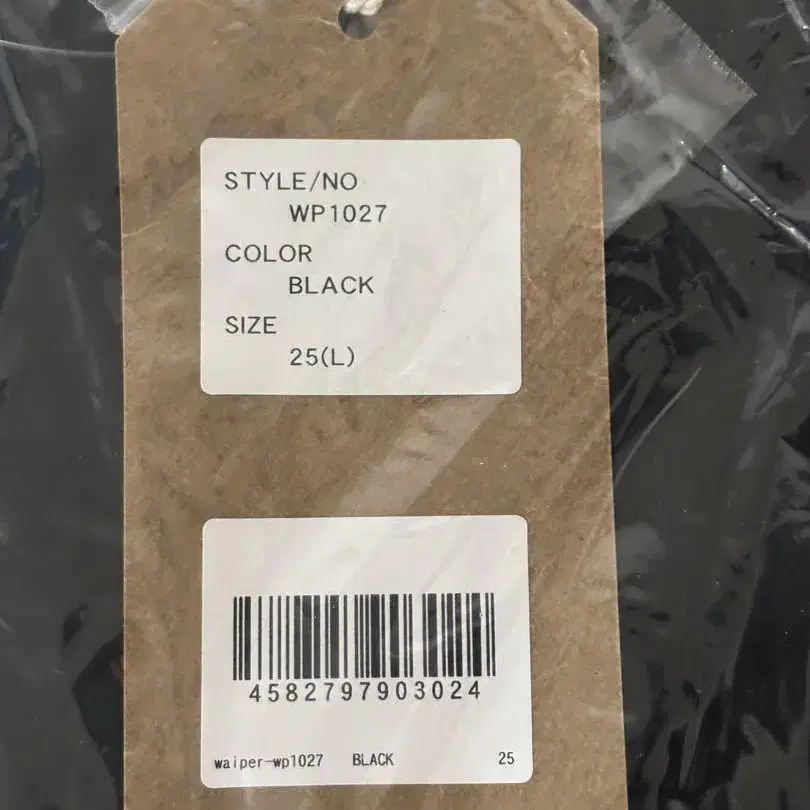 STYLE/NO
WP1027
COLOR
BLACK
SIZE
25(L)
4582797903024
waiper-wp1027 BLACK 25